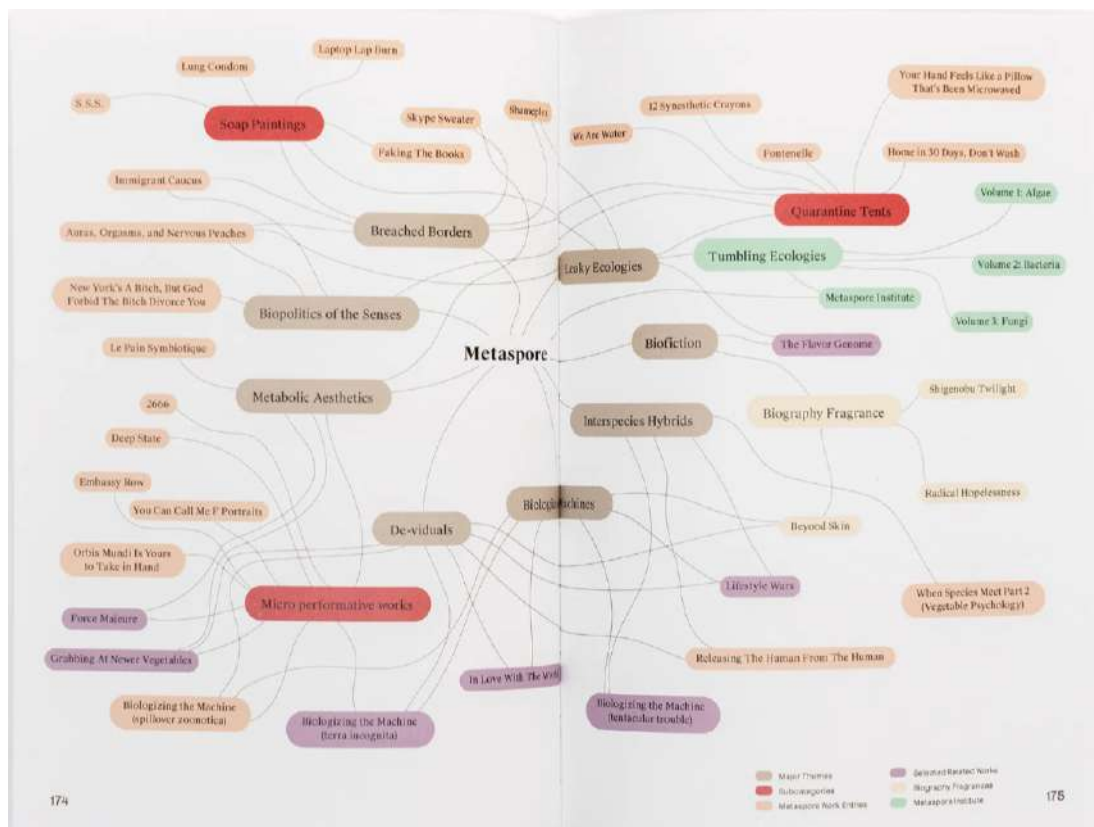 Laptop Lap Burn
Lung Condom
S.S.S.
Soap Paintings
Skype Sweater
Faking The Books
Immigrant Caucus
Breached Borders
Auras, Orgasms, and Nervous Peaches
New York's A Bitch, But God
Forbid The Bitch Divorce You
Biopolitics of the Senses
Le Pain Symbiotique
Metaspore
Metabolic Aesthetics
2666
Deep State
Embassy Row
You Can Call Me F Portraits
De-viduals
Orbis Mundi Is Yours
to Take in Hand
Micro performative works
Force Majeure
Grabbing At Newer Vegetables
Biologizing the Machine
(spillover zoonotica)
Biologizing the Machine
(terra incognita)
In Love With The
174
Your Hand Feels Like a Pillow
That's Been Microwaved
12 Synesthetic Crayons
We Are Water
Fontenelle
Home in 30 Days, Don't Wash
Volume 1: Algae
Quarantine Tents
Leaky Ecologies
Tumbling Ecologies
Volume 2: Bacteria
Metaspore Institute
Volume 3: Fungi
Biofiction
The Flavor Genome
Shigenobu Twilight
Interspecies Hybrids
Biography Fragrance
Radical Hopelessness
Beyond Skin
Lifestyle Wars
When Species Meet Part 2
(Vegetable Psychology)
Releasing The Human From The Human
Biologizing the Machine
(tentacular trouble)
Major Themes
Subcategories
Metaspore Work Entries
Selected Related Works
Biography Fragrances
Metaspore Institute
175